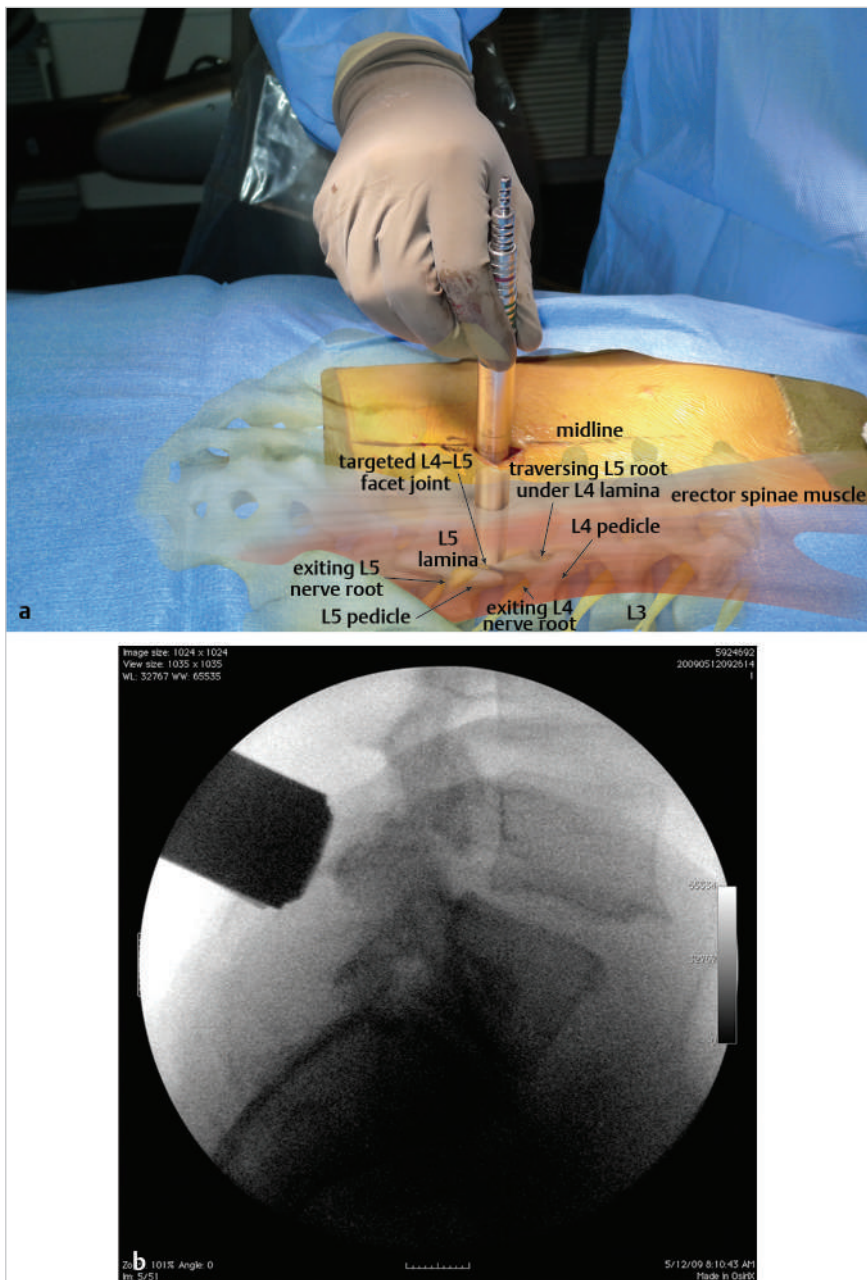 midline
targeted L4–L5
facet joint
traversing L5 root
under L4 lamina
erector spinae muscle
L5
lamina
L4 pedicle
exiting L5
nerve root
L5 pedicle
exiting L4
nerve root
L3
a
Image size: 1024 x 1024
View size: 1035 x 1035
WL: 32767 WW: 65535
5924692
20090512092614
I
65534
32767
b
101% Angle: 0
Im: 5/51
5/12/09 8:10:43 AM
Made in OsiriX